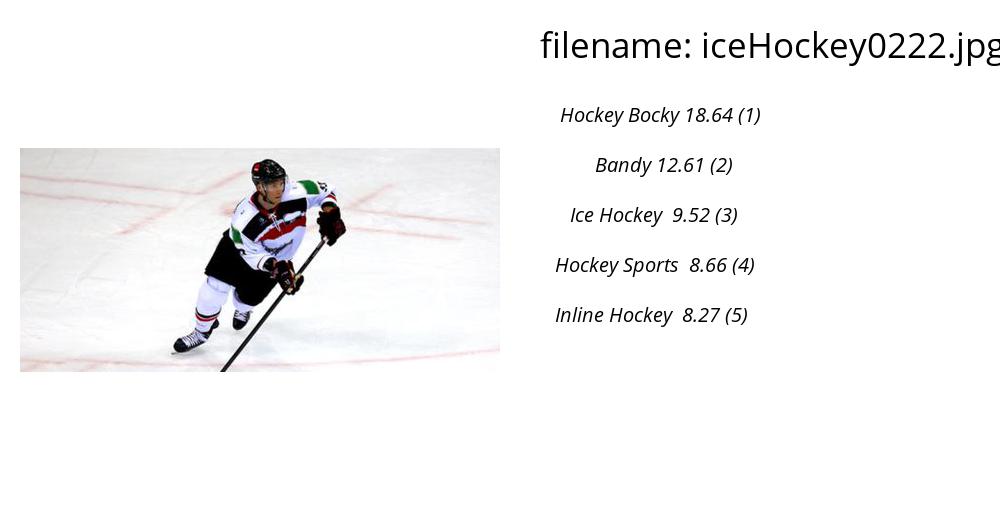 filename: iceHockey0222.jpg
Hockey Bocky 18.64 (1)
Bandy 12.61 (2)
Ice Hockey 9.52 (3)
Hockey Sports 8.66 (4)
Inline Hockey 8.27 (5)